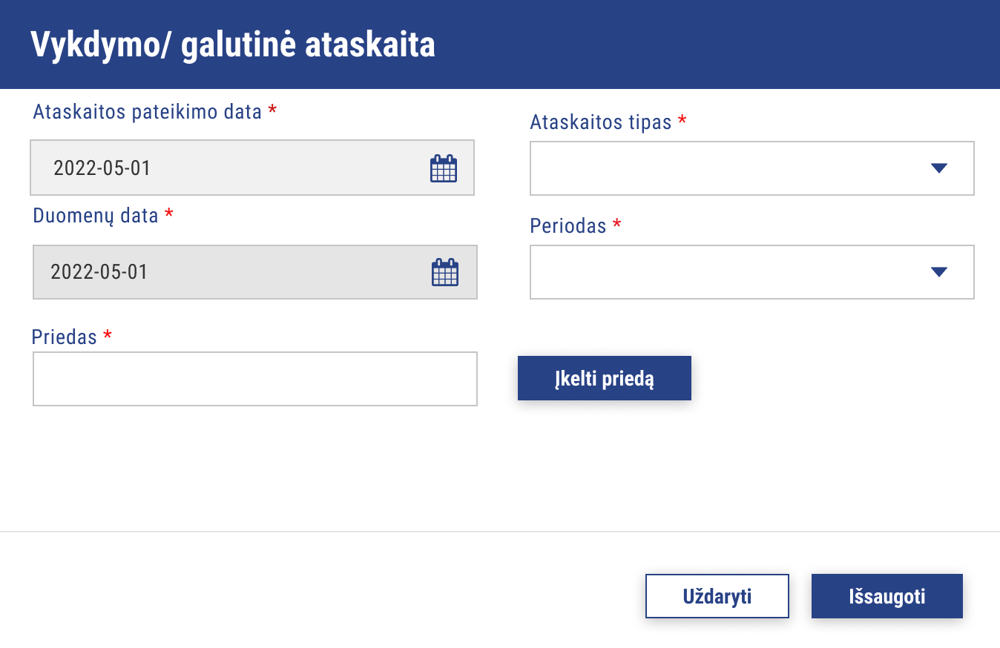 Vykdymo/ galutinė ataskaita
Ataskaitos pateikimo data *
Ataskaitos tipas *
2022-05-01
Duomenų data *
Periodas *
2022-05-01
Priedas *
Įkelti priedą
Uždaryti
Išsaugoti